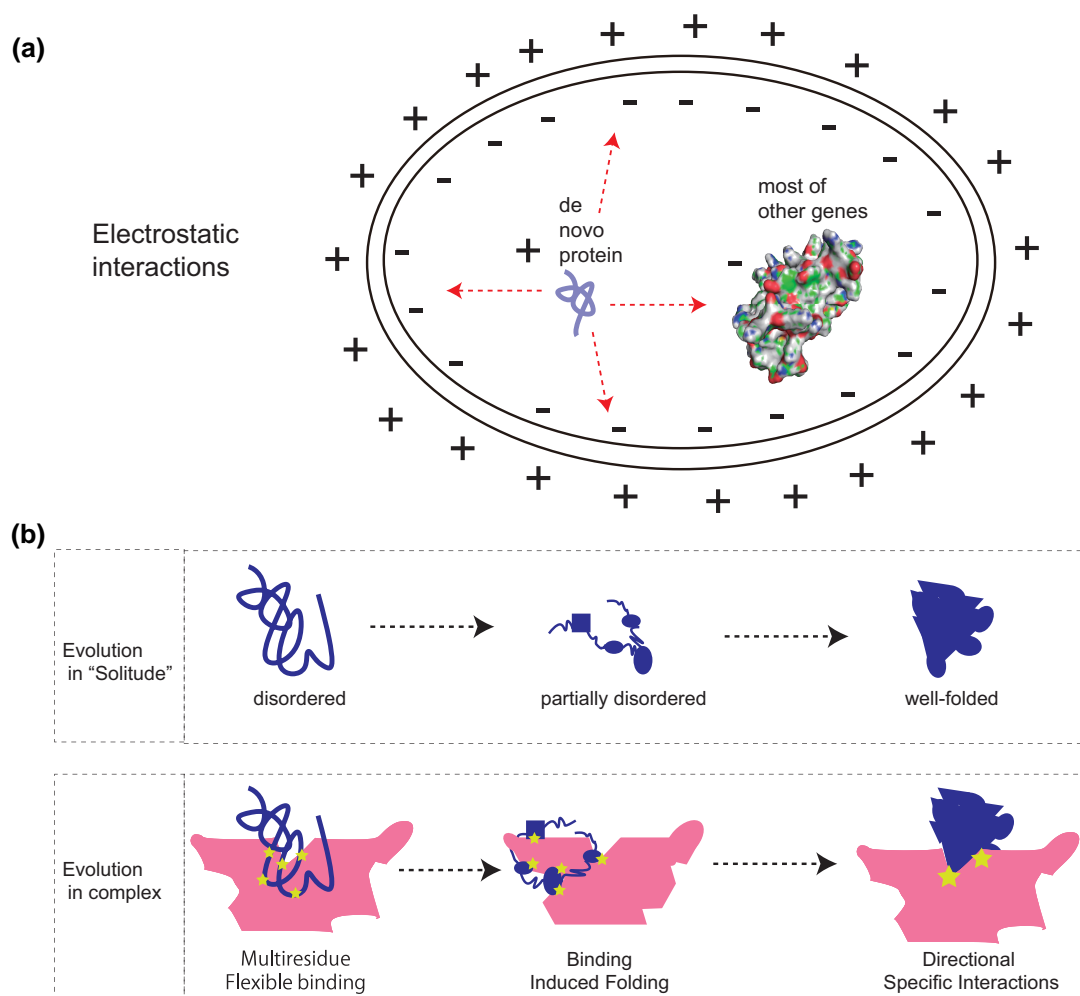 (a)
Electrostatic
interactions
de
novo
protein
most of
other genes
(b)
Evolution
in “Solitude”
disordered
partially disordered
well-folded
Evolution
in complex
Multiresidue
Flexible binding
Binding
Induced Folding
Directional
Specific Interactions